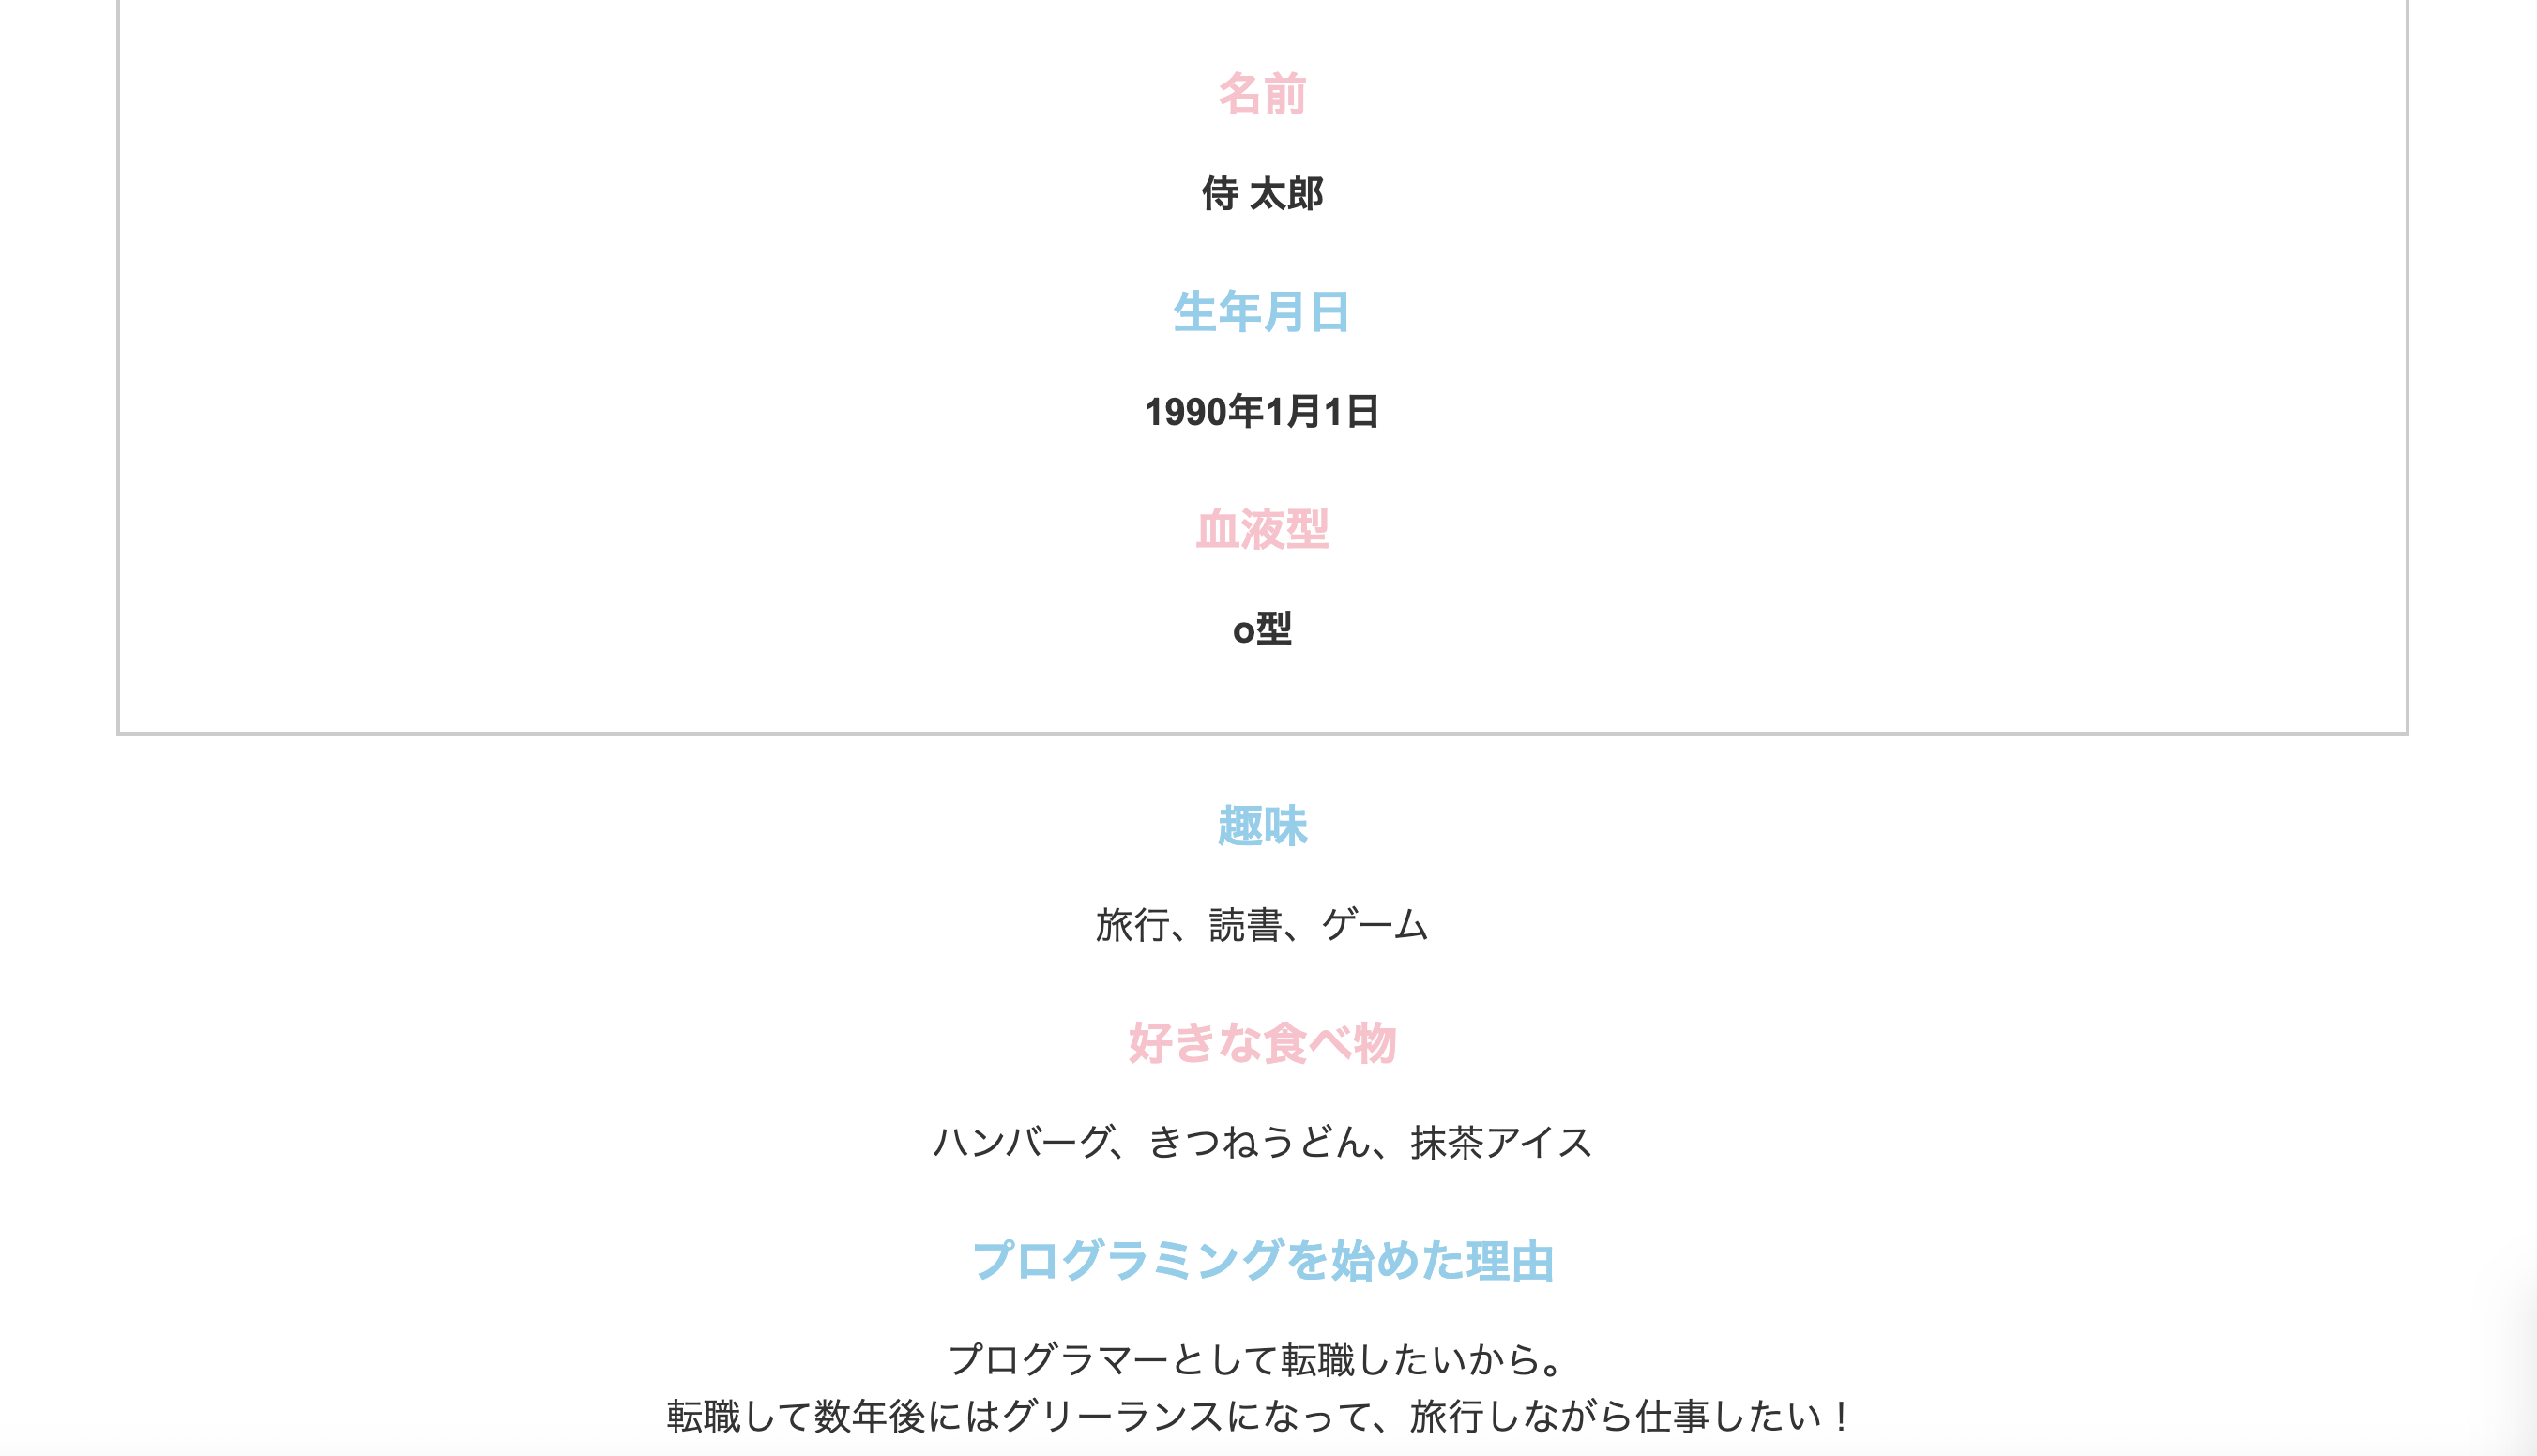 名前
侍 太郎
生年月日
1990年1月1日
血液型
o型
趣味
旅行、読書、ゲーム
好きな食べ物
ハンバーグ、きつねうどん、抹茶アイス
プログラミングを始めた理由
プログラマーとして転職したいから。
転職して数年後にはグリーランスになって、旅行しながら仕事したい！